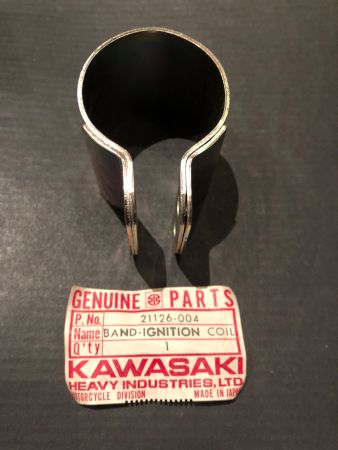 GENUINE PARTS
P. No. 21126-004
Name BAND-IGNITION COIL
Q'ty 1
KAWASAKI
HEAVY INDUSTRIES, LTD
MOTORCYCLE DIVISION MADE IN JAPAN